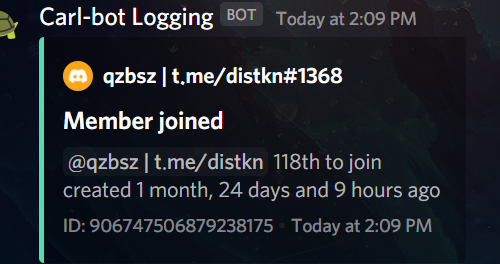 Carl-bot Logging BOT Today at 2:09 PM
qzbsz | t.me/distkn#1368
Member joined
@qzbsz | t.me/distkn 118th to join
created 1 month, 24 days and 9 hours ago
ID: 906747506879238175 • Today at 2:09 PM